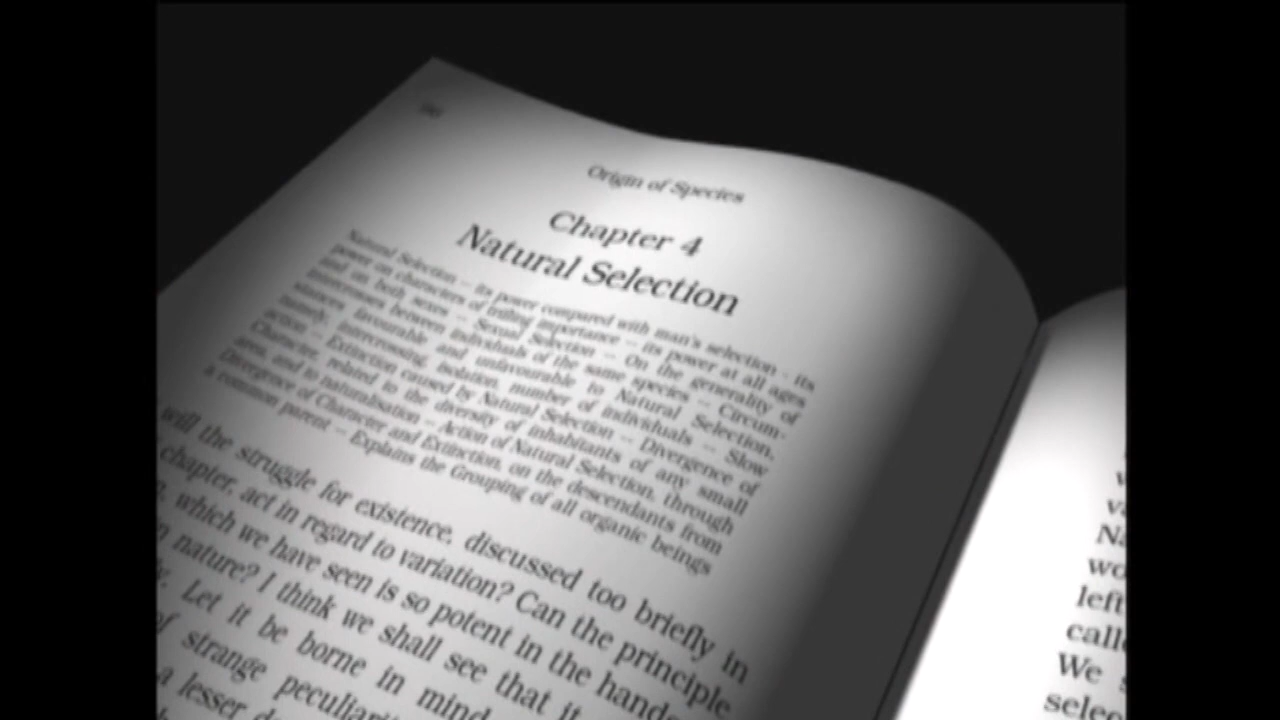 Origin of Species
Chapter 4
Natural Selection
Natural Selection -- its power compared with man's selection - its
power on characters of trifling importance -- its power at all ages
and on both sexes -- Sexual Selection -- On the generality of
intercrosses between individuals of the same species -- Circum-
stances favourable and unfavourable to Natural Selection,
namely, intercrossing, isolation, number of individuals -- Slow
action -- Extinction caused by Natural Selection -- Divergence of
Character, related to the diversity of inhabitants of any small
area, and to naturalisation -- Action of Natural Selection, through
Divergence of Character and Extinction, on the descendants from
a common parent -- Explains the Grouping of all organic beings
will the struggle for existence, discussed too briefly in
chapter, act in regard to variation? Can the principle
which we have seen is so potent in the hands
nature? I think we shall see that it
Let it be borne in mind
of strange
a lesser
Na
wo
left
calle
We
selec